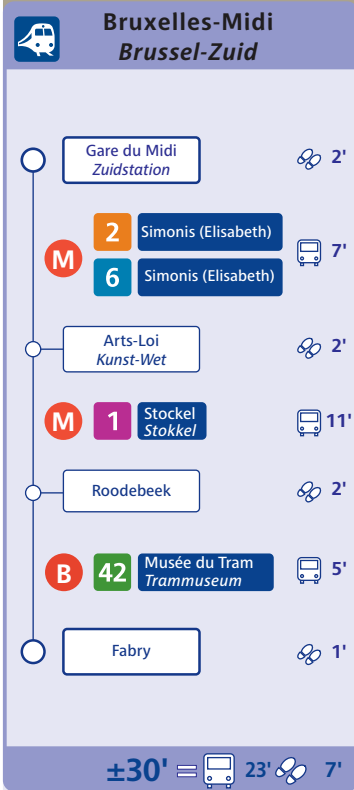 Bruxelles-Midi
Brussel-Zuid
Gare du Midi
Zuidstation
2'
M
2 Simonis (Elisabeth)
6 Simonis (Elisabeth)
7'
Arts-Loi
Kunst-Wet
2'
M 1 Stockel
Stokkel
11'
Roodebeek
2'
B 42 Musée du Tram
Trammuseum
5'
Fabry
1'
±30' = 23' 7'